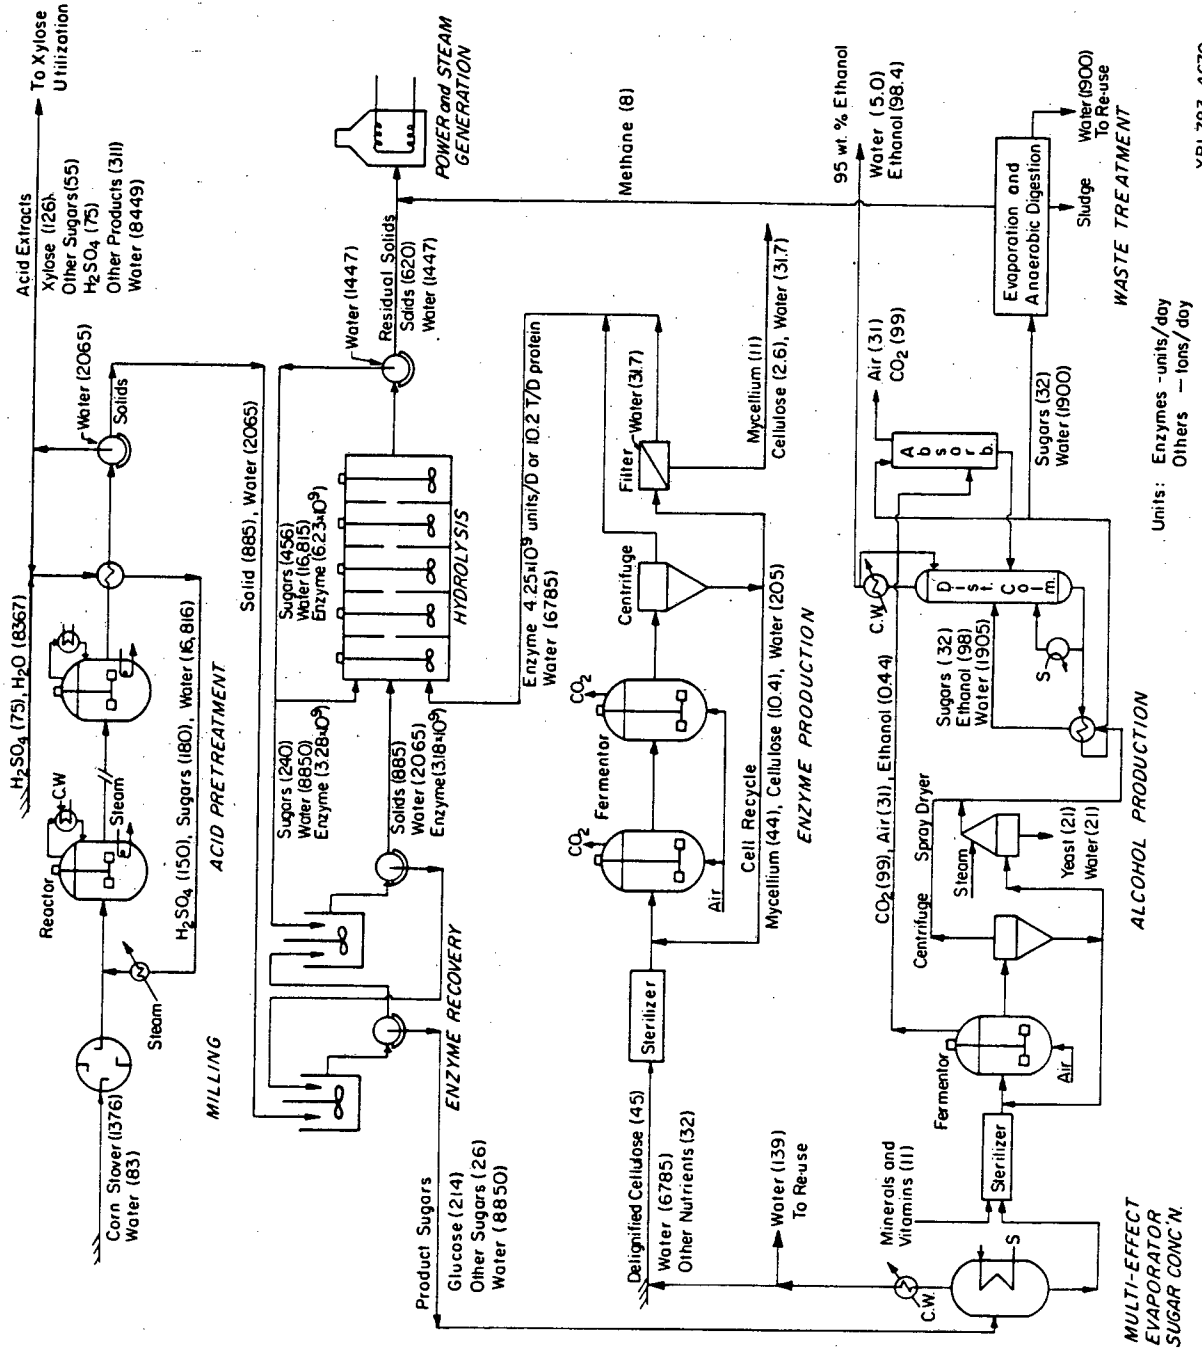 To Xylose
Utilization
Acid Extracts
Xylose (126)
Other Sugars (55)
H₂SO₄ (75)
Other Products (311)
Water (8449)
H₂SO₄ (75), H₂O (8367)
Water (2065)
Solids
Reactor
C.W
Steam
H₂SO₄ (150), Sugars (180), Water (16,816)
Steam
Corn Stover (1376)
Water (83)
MILLING
ACID PRETREATMENT
Solid (885), Water (2065)
POWER and STEAM
GENERATION
Methane (8)
Water (1447)
Residual Solids
Solids (620)
Water (1447)
Sugars (456)
Water (16,815)
Enzyme (6.23x10⁹)
HYDROLYSIS
Sugars (240)
Water (8850)
Enzyme (3.28x10⁹)
Solids (885)
Water (2065)
Enzyme (3.18x10⁹)
ENZYME RECOVERY
Product Sugars
Glucose (214)
Other Sugars (26)
Water (8850)
Enzyme 4.25x10⁹ units/D or 10.2 T/D protein
Water (6785)
Delignified Cellulose (45)
Water (6785)
Other Nutrients (32)
Sterilizer
CO₂
Fermentor
CO₂
Air
Centrifuge
Filter
Water (31.7)
Mycellium (11)
Cellulose (2.6), Water (31.7)
Cell Recycle
Mycellium (44), Cellulose (10.4), Water (205)
ENZYME PRODUCTION
Water (139)
To Re-use
C.W.
S
Minerals and
Vitamins (11)
Sterilizer
Fermentor
Air
CO₂ (99), Air (31), Ethanol (0.44)
Centrifuge
Spray Dryer
Steam
Yeast (21)
Water (21)
Sugars (32)
Ethanol (98)
Water (1905)
S
C.W.
Dist. Colm.
Absorb.
Air (31)
CO₂ (99)
95 wt. % Ethanol
Water (5.0)
Ethanol (98.4)
Sugars (32)
Water (1900)
Evaporation and
Anaerobic Digestion
Sludge
Water (1900)
To Re-use
WASTE TREATMENT
ALCOHOL PRODUCTION
MULTI-EFFECT
EVAPORATOR
SUGAR CONC'N.
Units: Enzymes - units/day
Others — tons/day